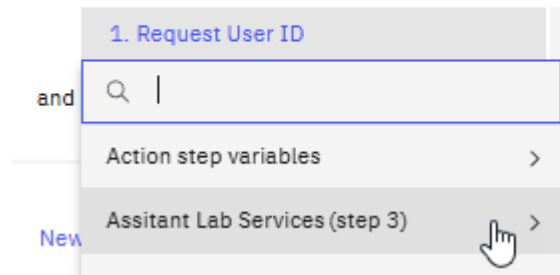 1. Request User ID
and
Action step variables
Assitant Lab Services (step 3)
New